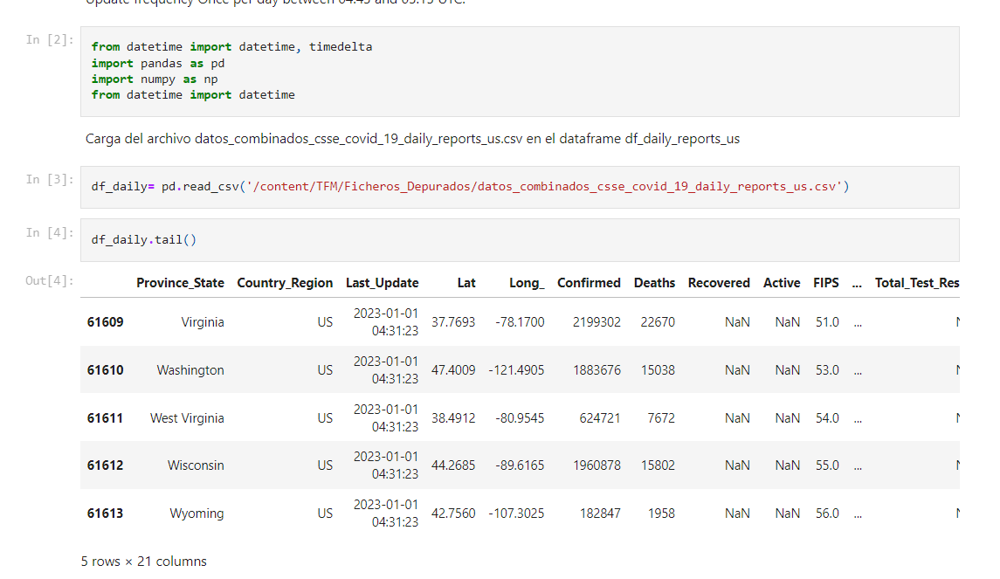 Update frequency Once per day between 04:45 and 05:15 UTC.
In [2]:
from datetime import datetime, timedelta
import pandas as pd
import numpy as np
from datetime import datetime
Carga del archivo datos_combinados_csse_covid_19_daily_reports_us.csv en el dataframe df_daily_reports_us
In [3]:
df_daily= pd.read_csv('/content/TFM/Ficheros_Depurados/datos_combinados_csse_covid_19_daily_reports_us.csv')
In [4]:
df_daily.tail()
Out[4]:
Province_State Country_Region Last_Update Lat Long_ Confirmed Deaths Recovered Active FIPS ... Total_Test_Res
61609 Virginia US 2023-01-01 04:31:23 37.7693 -78.1700 2199302 22670 NaN NaN 51.0 ...
61610 Washington US 2023-01-01 04:31:23 47.4009 -121.4905 1883676 15038 NaN NaN 53.0 ...
61611 West Virginia US 2023-01-01 04:31:23 38.4912 -80.9545 624721 7672 NaN NaN 54.0 ...
61612 Wisconsin US 2023-01-01 04:31:23 44.2685 -89.6165 1960878 15802 NaN NaN 55.0 ...
61613 Wyoming US 2023-01-01 04:31:23 42.7560 -107.3025 182847 1958 NaN NaN 56.0 ...
5 rows × 21 columns